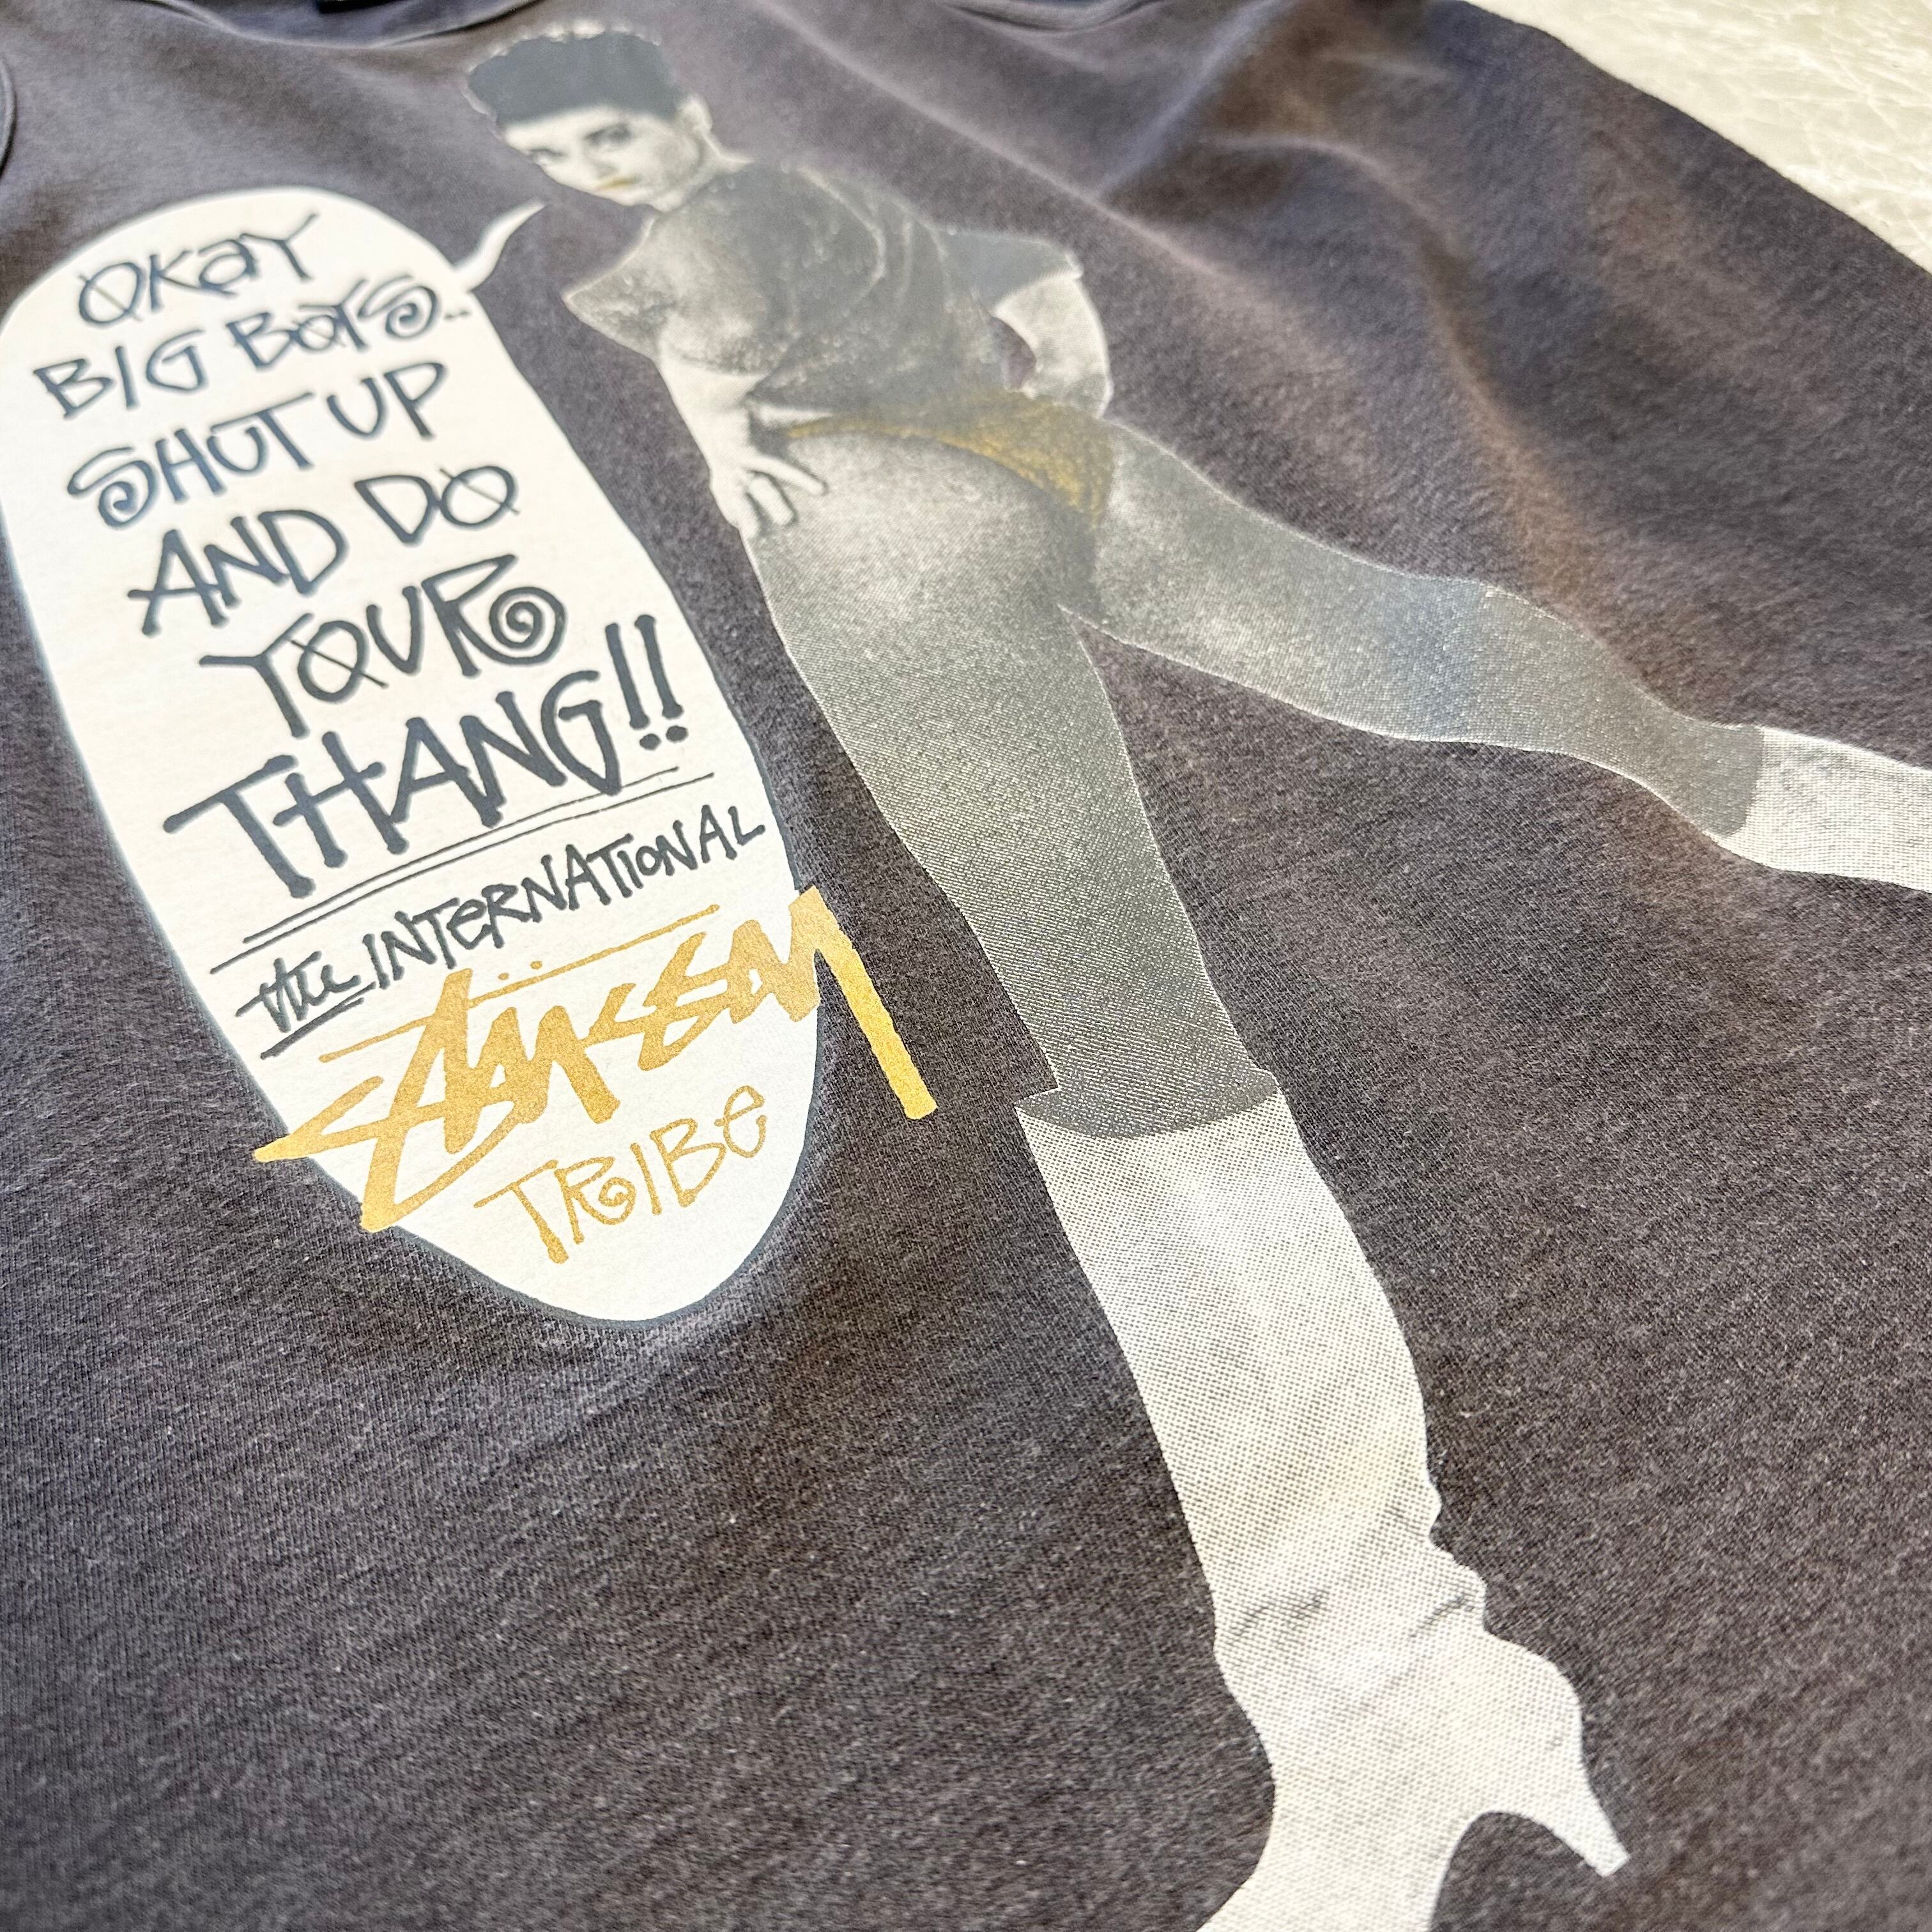 OKAY
BIG BOYS..
SHUT UP
AND DO
YOUR
THANG!!
the INTERNATIONAL
Stüssy
TRIBE